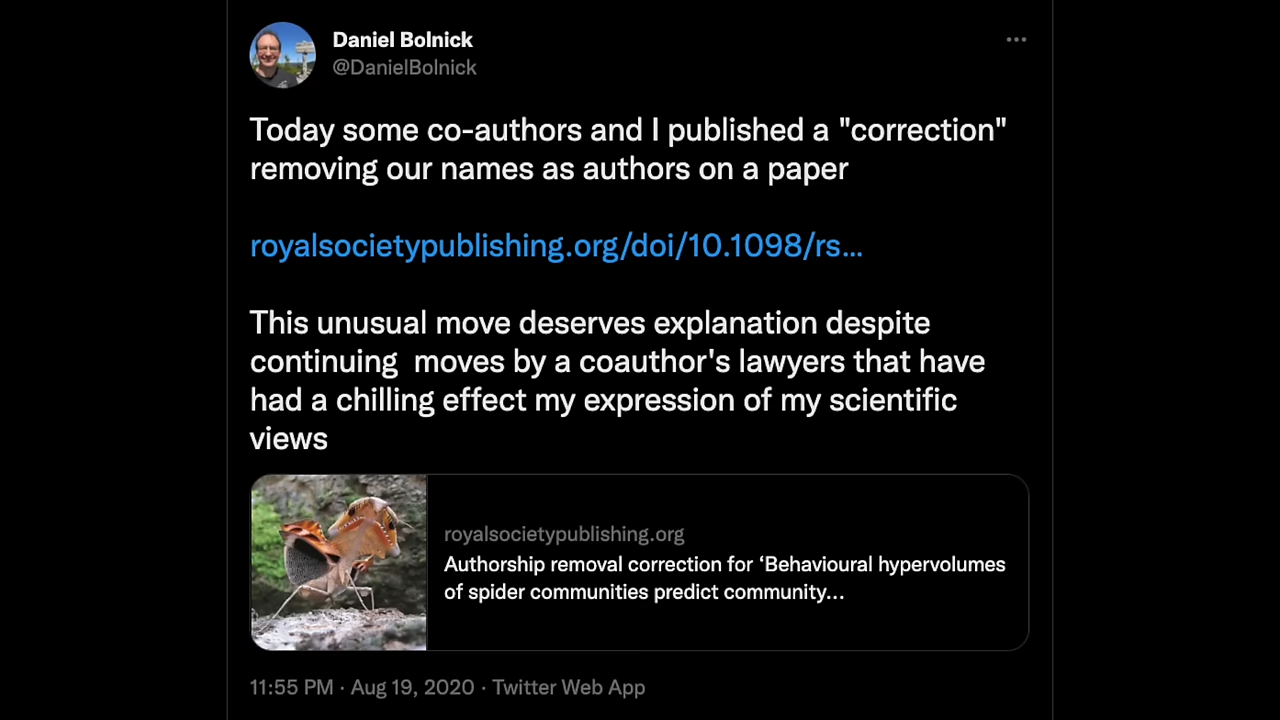 Daniel Bolnick
@DanielBolnick
Today some co-authors and I published a "correction"
removing our names as authors on a paper
royalsocietypublishing.org/doi/10.1098/rs...
This unusual move deserves explanation despite
continuing  moves by a coauthor's lawyers that have
had a chilling effect my expression of my scientific
views
royalsocietypublishing.org
Authorship removal correction for ‘Behavioural hypervolumes
of spider communities predict community...
11:55 PM · Aug 19, 2020 · Twitter Web App